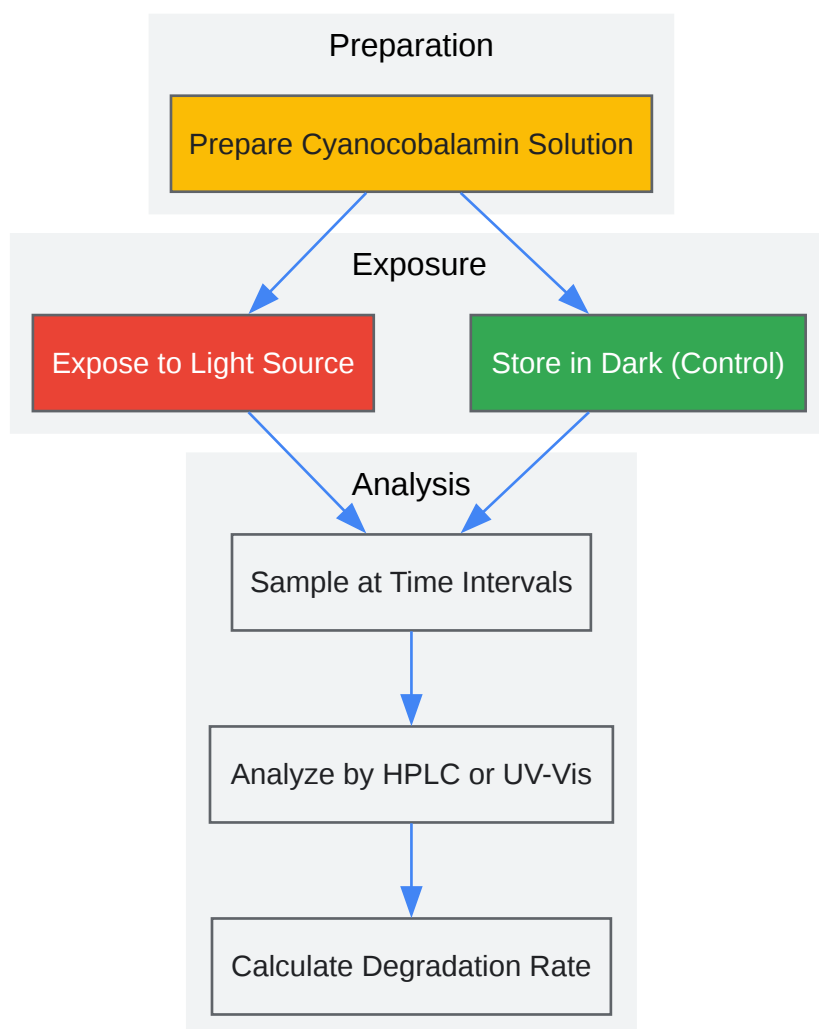 Preparation
Prepare Cyanocobalamin Solution
Exposure
Expose to Light Source
Store in Dark (Control)
Analysis
Sample at Time Intervals
Analyze by HPLC or UV-Vis
Calculate Degradation Rate